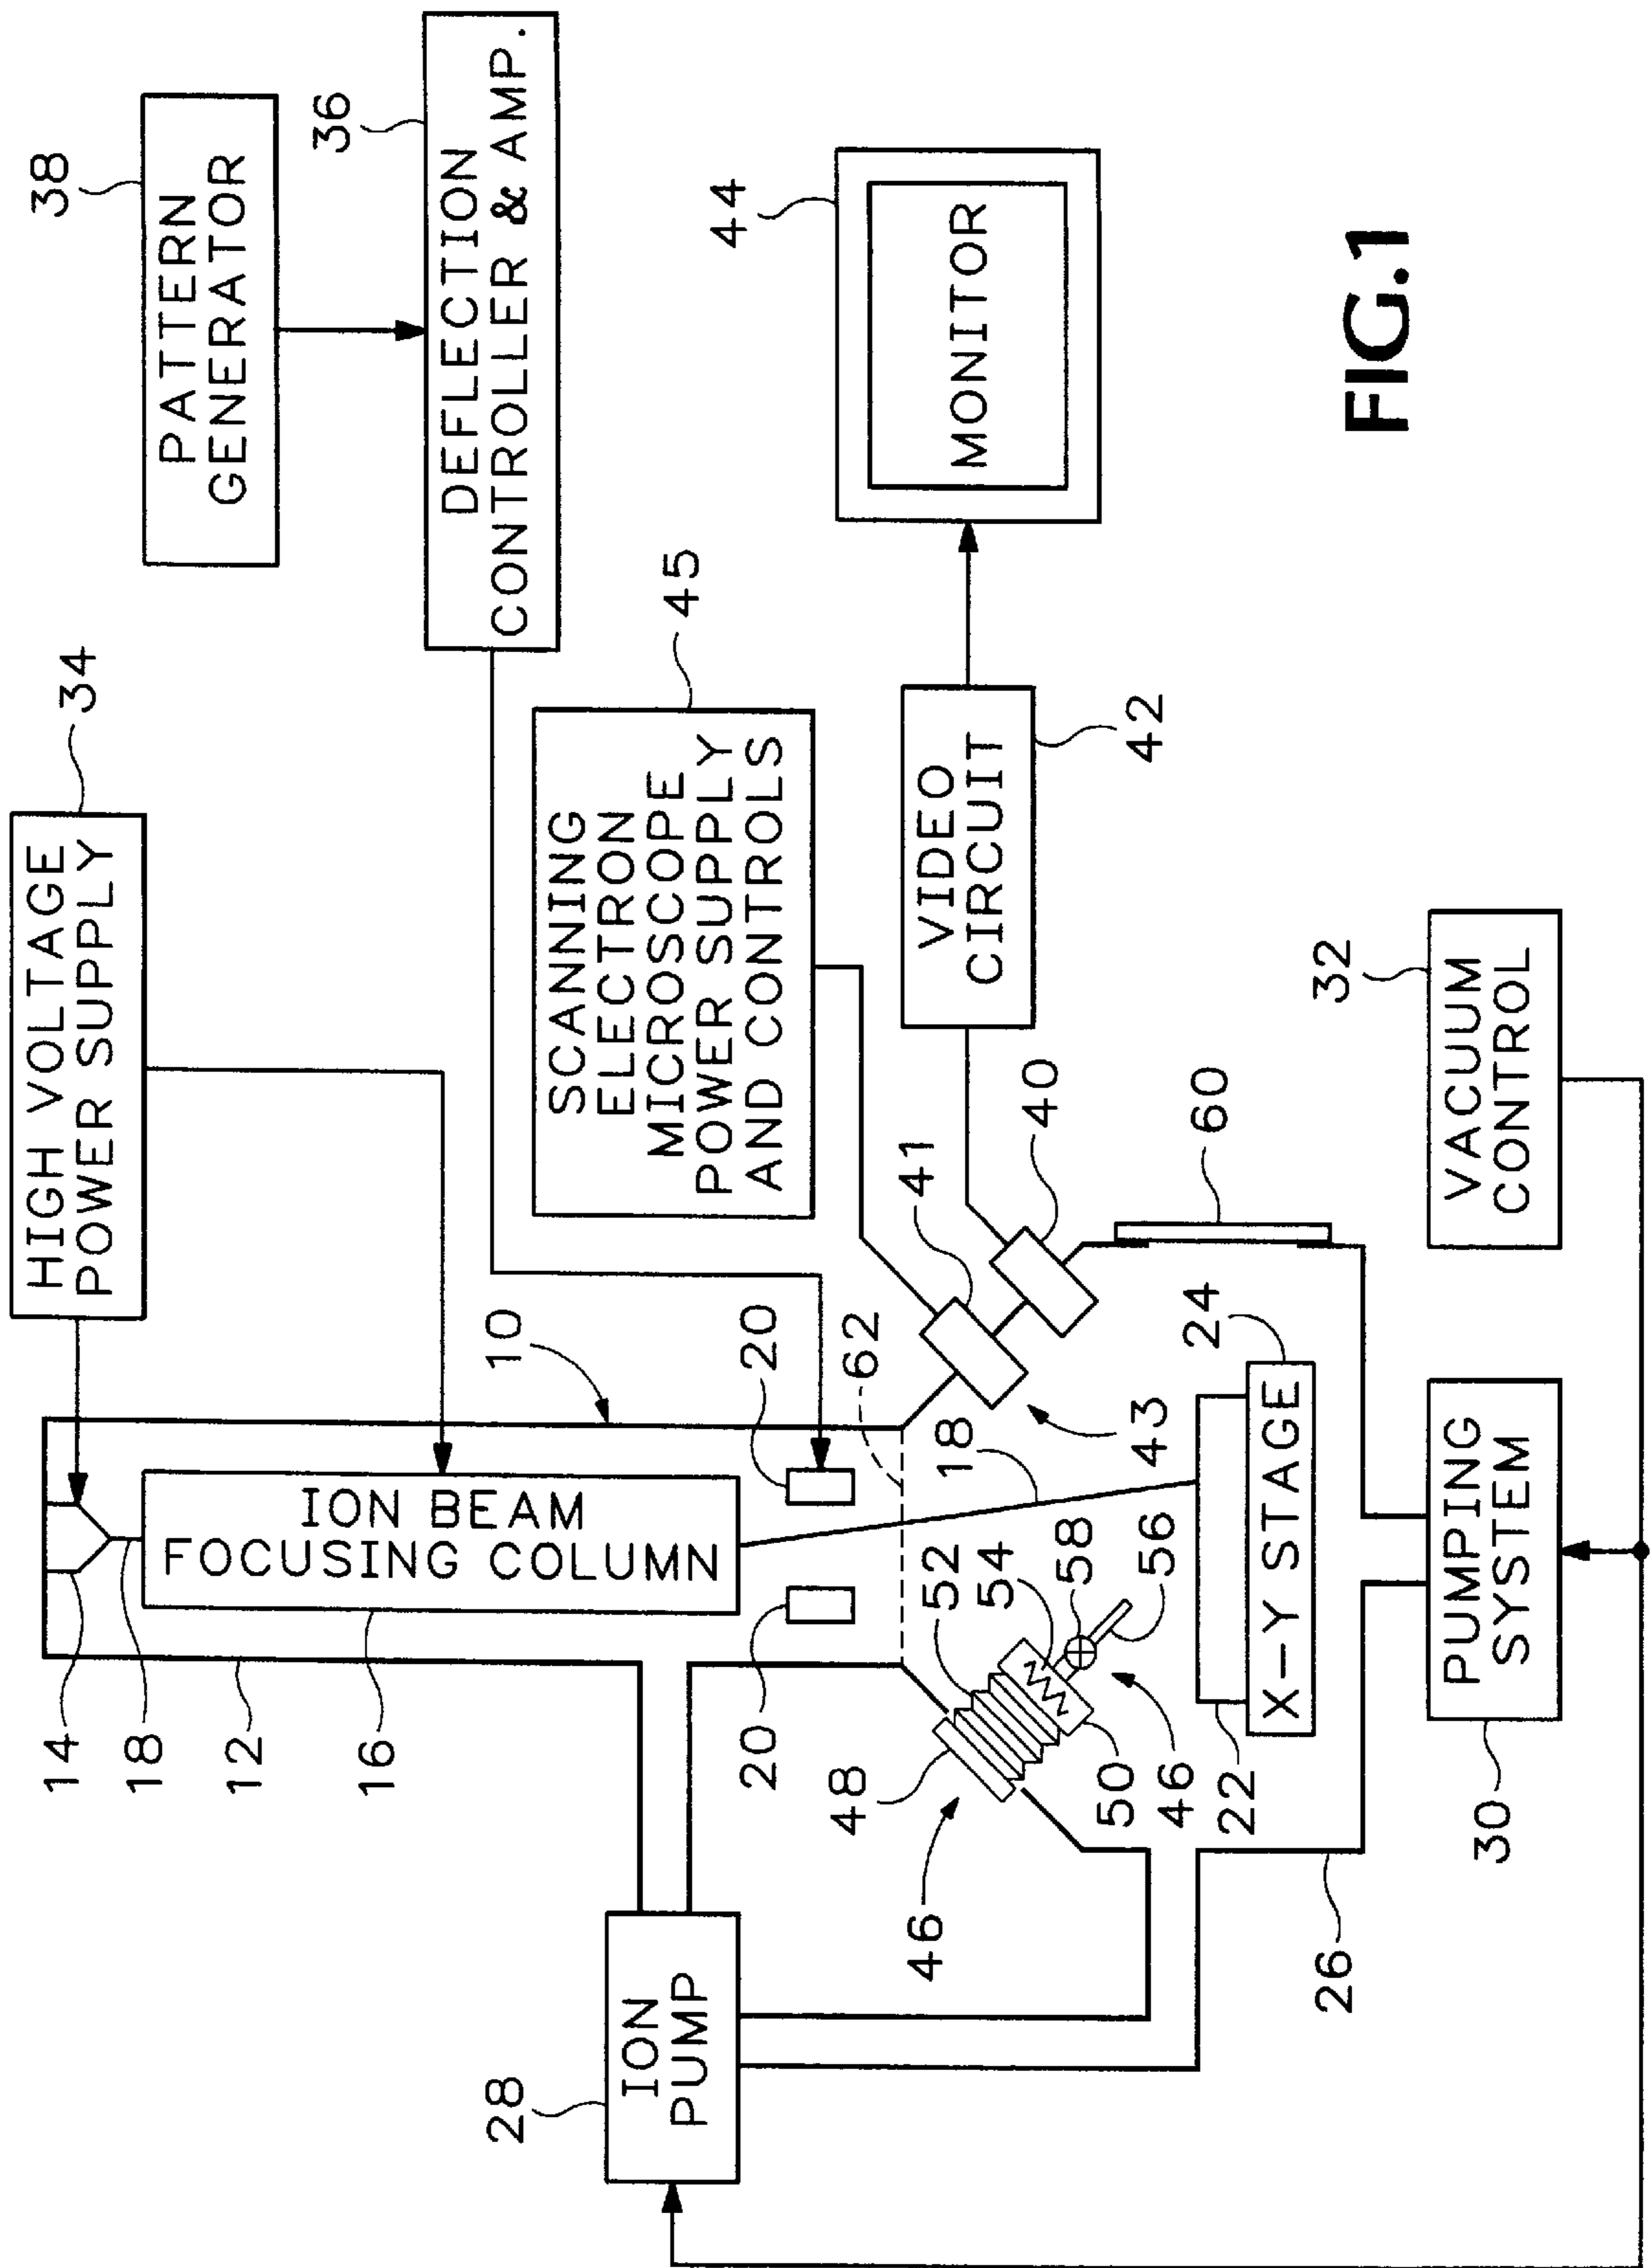 38
PATTERN
GENERATOR
36
DEFLECTION
CONTROLLER & AMP.
34
HIGH VOLTAGE
POWER SUPPLY
45
SCANNING
ELECTRON
MICROSCOPE
POWER SUPPLY
AND CONTROLS
44
MONITOR
42
VIDEO
CIRCUIT
14
18
12
16
ION BEAM
FOCUSING COLUMN
10
20
20
62
41
40
60
43
18
28
ION
PUMP
46
48
52
54
58
56
50
46
22
24
X-Y STAGE
26
30
PUMPING
SYSTEM
32
VACUUM
CONTROL
FIG.1